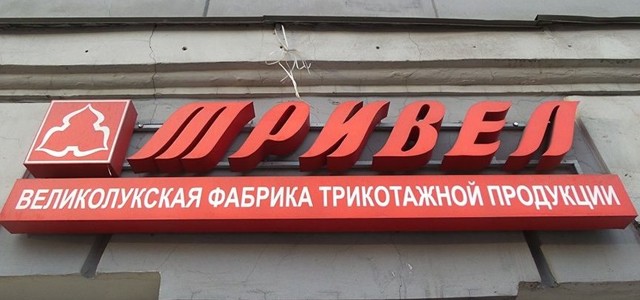 ТРИВЕЛ
ВЕЛИКОЛУКСКАЯ ФАБРИКА ТРИКОТАЖНОЙ ПРОДУКЦИИ